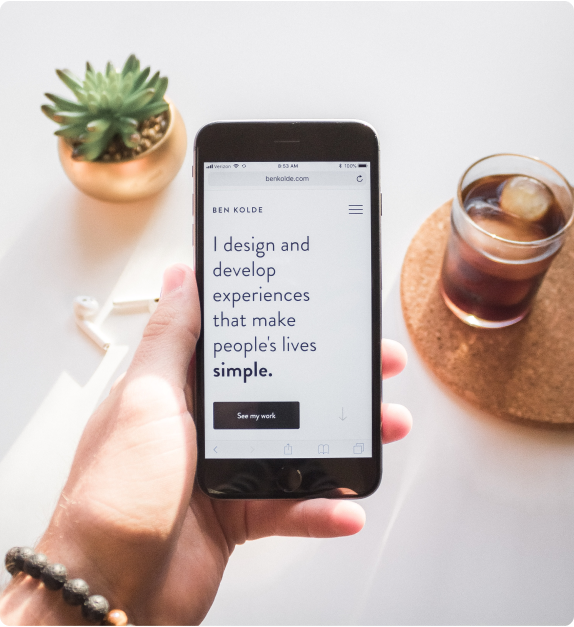 verizon 9:53 AM 100%
benkolde.com
BEN KOLDE
I design and
develop
experiences
that make
people's lives
simple.
See my work